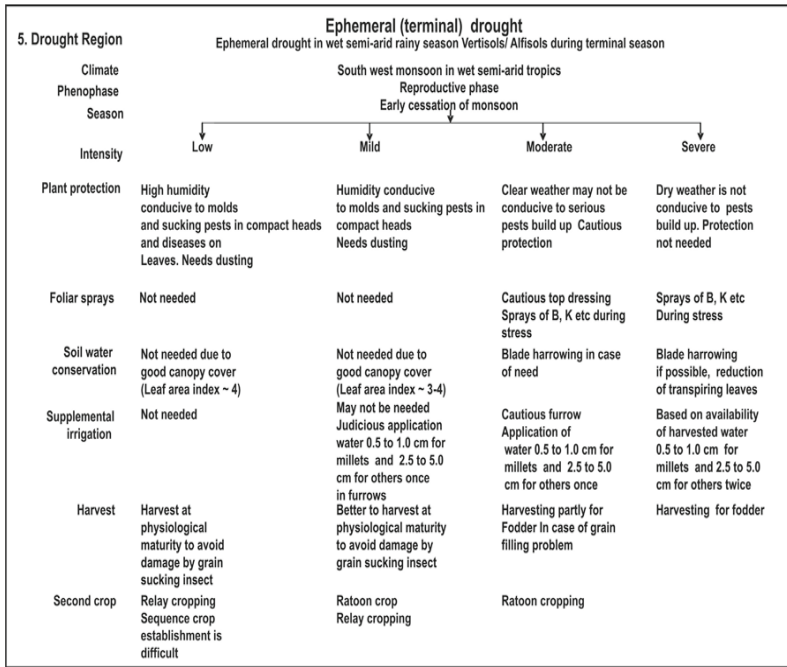 Ephemeral (terminal) drought
5. Drought Region
Ephemeral drought in wet semi-arid rainy season Vertisols/ Alfisols during terminal season
Climate
South west monsoon in wet semi-arid tropics
Phenophase
Reproductive phase
Season
Early cessation of monsoon
Intensity
Low
Mild
Moderate
Severe
Plant protection
High humidity
conducive to molds
and sucking pests in compact heads
and diseases on
Leaves. Needs dusting
Humidity conducive
to molds and sucking pests in
compact heads
Needs dusting
Clear weather may not be
conducive to serious
pests build up Cautious
protection
Dry weather is not
conducive to pests
build up. Protection
not needed
Foliar sprays
Not needed
Not needed
Cautious top dressing
Sprays of B, K etc during
stress
Sprays of B, K etc
During stress
Soil water
conservation
Not needed due to
good canopy cover
(Leaf area index ~ 4)
Not needed due to
good canopy cover
(Leaf area index ~ 3-4)
Blade harrowing in case
of need
Blade harrowing
if possible, reduction
of transpiring leaves
Supplemental
irrigation
Not needed
May not be needed
Judicious application
water 0.5 to 1.0 cm for
millets and 2.5 to 5.0
cm for others once
in furrows
Cautious furrow
Application of
water 0.5 to 1.0 cm for
millets and 2.5 to 5.0
cm for others once
Based on availability
of harvested water
0.5 to 1.0 cm for
millets and 2.5 to 5.0
cm for others twice
Harvest
Harvest at
physiological
maturity to avoid
damage by grain
sucking insect
Better to harvest at
physiological maturity
to avoid damage by
grain sucking insect
Harvesting partly for
Fodder In case of grain
filling problem
Harvesting for fodder
Second crop
Relay cropping
Sequence crop
establishment is
difficult
Ratoon crop
Relay cropping
Ratoon cropping